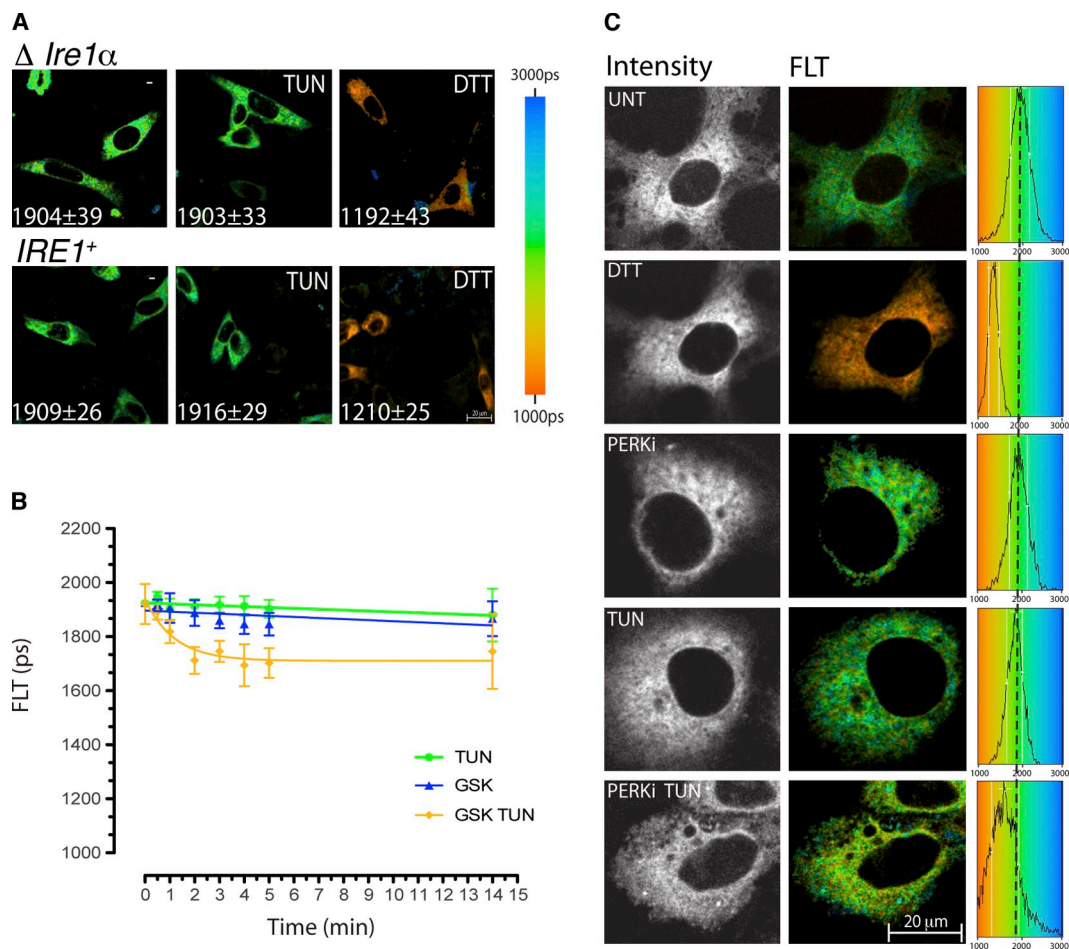 A
Δ Ire1α
-
TUN
DTT
1904±39
1903±33
1192±43
IRE1⁺
-
TUN
DTT
1909±26
1916±29
1210±25
20 μm
3000ps
1000ps
B
2200
2000
1800
1600
1400
1200
1000
FLT (ps)
0 1 2 3 4 5 6 7 8 9 10 11 12 13 14 15
Time (min)
TUN
GSK
GSK TUN
C
Intensity
FLT
UNT
1000 2000 3000
DTT
1000 2000 3000
PERKi
1000 2000 3000
TUN
1000 2000 3000
PERKi TUN
20 μm
1000 2000 3000